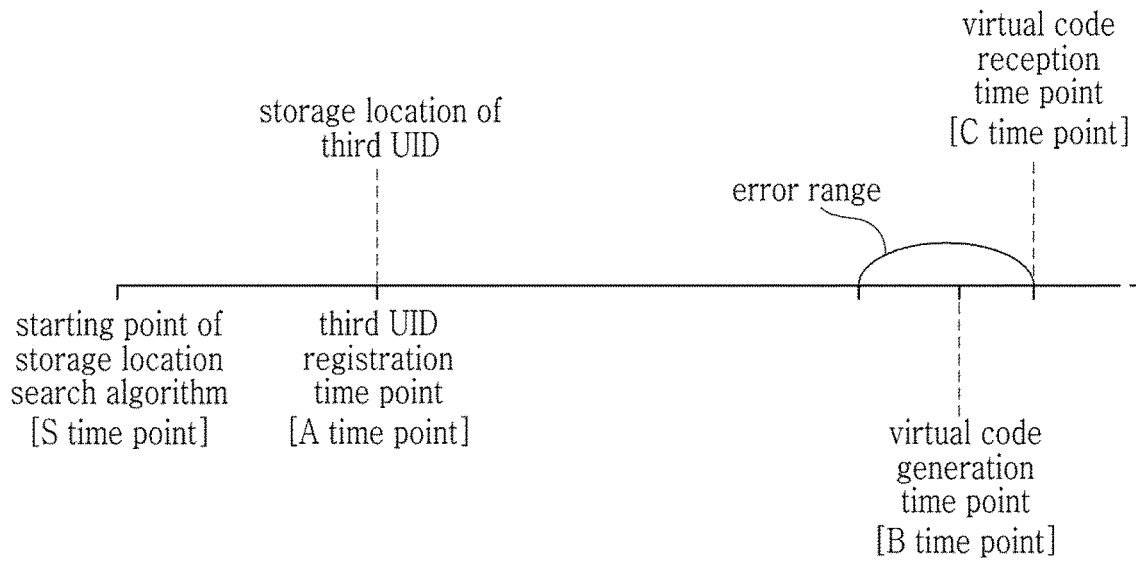 virtual code
reception
time point
[C time point]
storage location of
third UID
error range
starting point of
storage location
search algorithm
[S time point]
third UID
registration
time point
[A time point]
virtual code
generation
time point
[B time point]